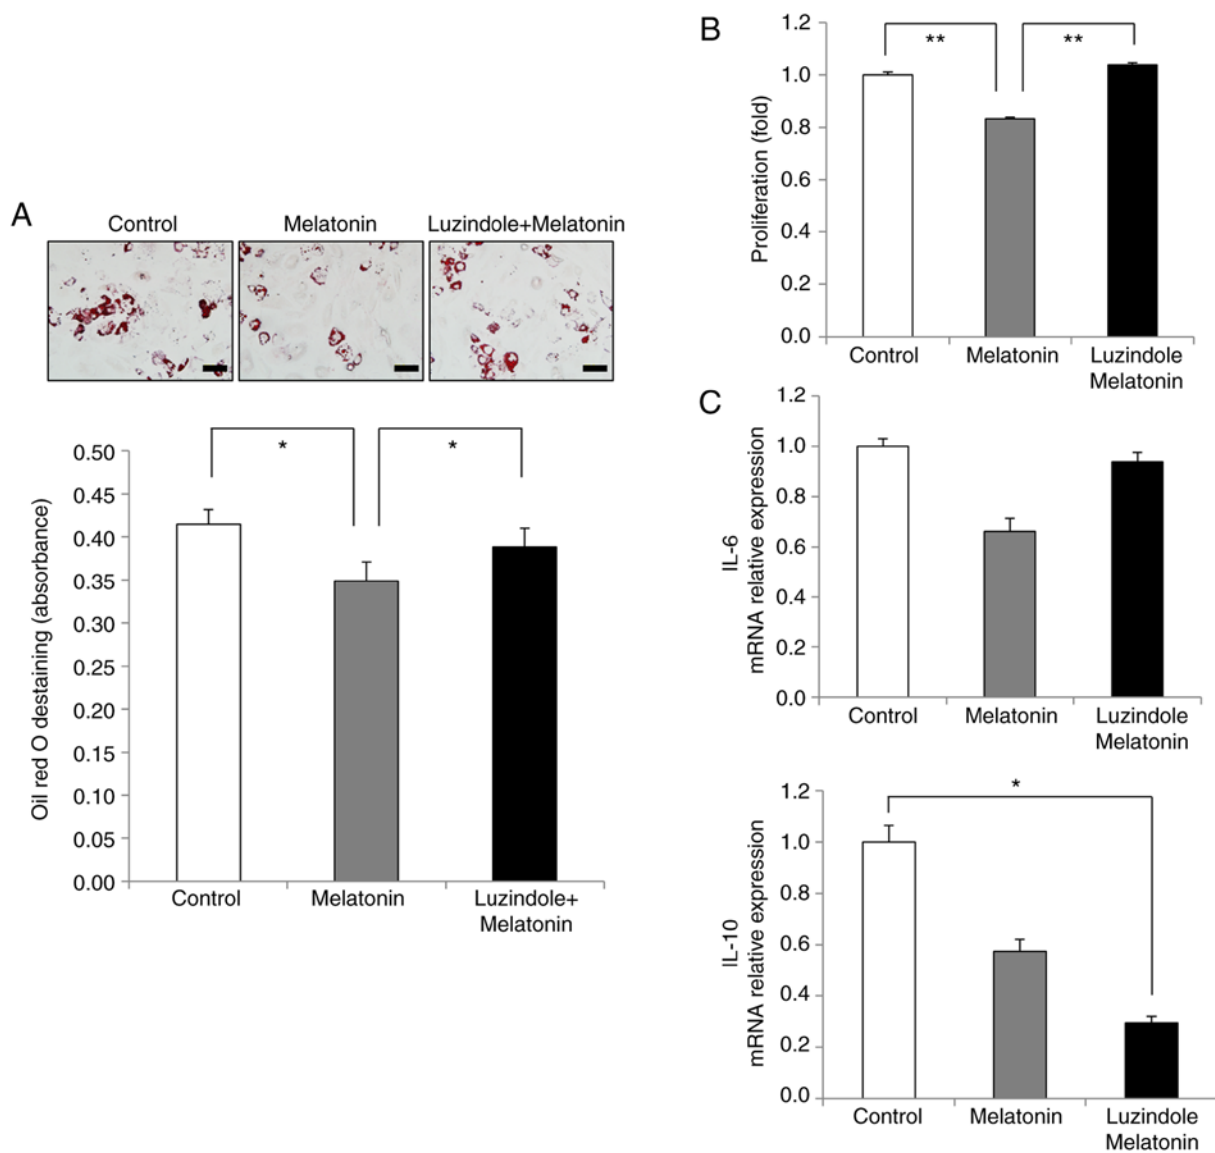 A
Control
Melatonin
Luzindole+Melatonin
Oil red O destaining (absorbance)
0.50
0.45
0.40
0.35
0.30
0.25
0.20
0.15
0.10
0.05
0.00
*
*
Control
Melatonin
Luzindole+
Melatonin
B
Proliferation (fold)
1.2
1.0
0.8
0.6
0.4
0.2
0.0
**
**
Control
Melatonin
Luzindole
Melatonin
C
IL-6
mRNA relative expression
1.2
1.0
0.8
0.6
0.4
0.2
0.0
Control
Melatonin
Luzindole
Melatonin
IL-10
mRNA relative expression
1.2
1.0
0.8
0.6
0.4
0.2
0.0
*
Control
Melatonin
Luzindole
Melatonin